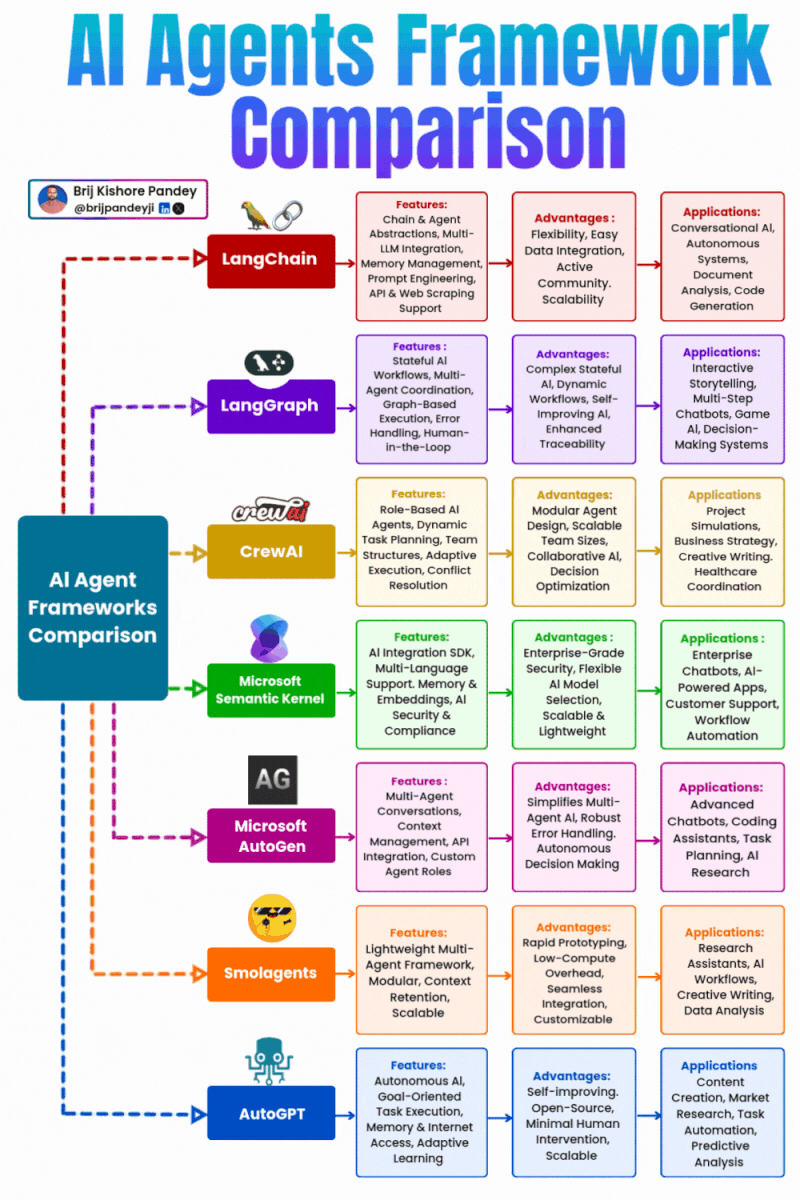 AI Agents Framework
Comparison
Brij Kishore Pandey
@brijpandeyji in X
LangChain
Features:
Chain & Agent
Abstractions, Multi-
LLM Integration,
Memory Management,
Prompt Engineering,
API & Web Scraping
Support
Advantages :
Flexibility, Easy
Data Integration,
Active
Community.
Scalability
Applications:
Conversational AI,
Autonomous
Systems,
Document
Analysis, Code
Generation
LangGraph
Features :
Stateful AI
Workflows, Multi-
Agent Coordination,
Graph-Based
Execution, Error
Handling, Human-
in-the-Loop
Advantages:
Complex Stateful
AI, Dynamic
Workflows, Self-
Improving AI,
Enhanced
Traceability
Applications:
Interactive
Storytelling,
Multi-Step
Chatbots, Game
AI, Decision-
Making Systems
crewai
CrewAI
Features:
Role-Based AI
Agents, Dynamic
Task Planning, Team
Structures, Adaptive
Execution, Conflict
Resolution
Advantages:
Modular Agent
Design, Scalable
Team Sizes,
Collaborative AI,
Decision
Optimization
Applications
Project
Simulations,
Business Strategy,
Creative Writing.
Healthcare
Coordination
AI Agent
Frameworks
Comparison
Microsoft
Semantic Kernel
Features:
AI Integration SDK,
Multi-Language
Support. Memory &
Embeddings, AI
Security &
Compliance
Advantages :
Enterprise-Grade
Security, Flexible
AI Model
Selection,
Scalable &
Lightweight
Applications :
Enterprise
Chatbots, AI-
Powered Apps,
Customer Support,
Workflow
Automation
AG
Microsoft
AutoGen
Features :
Multi-Agent
Conversations,
Context
Management, API
Integration, Custom
Agent Roles
Advantages:
Simplifies Multi-
Agent AI, Robust
Error Handling.
Autonomous
Decision Making
Applications:
Advanced
Chatbots, Coding
Assistants, Task
Planning, AI
Research
Smolagents
Features:
Lightweight Multi-
Agent Framework,
Modular, Context
Retention,
Scalable
Advantages:
Rapid Prototyping,
Low-Compute
Overhead,
Seamless
Integration,
Customizable
Applications:
Research
Assistants, AI
Workflows,
Creative Writing,
Data Analysis
AutoGPT
Features:
Autonomous AI,
Goal-Oriented
Task Execution,
Memory & Internet
Access, Adaptive
Learning
Advantages:
Self-improving.
Open-Source,
Minimal Human
Intervention,
Scalable
Applications
Content
Creation, Market
Research, Task
Automation,
Predictive
Analysis